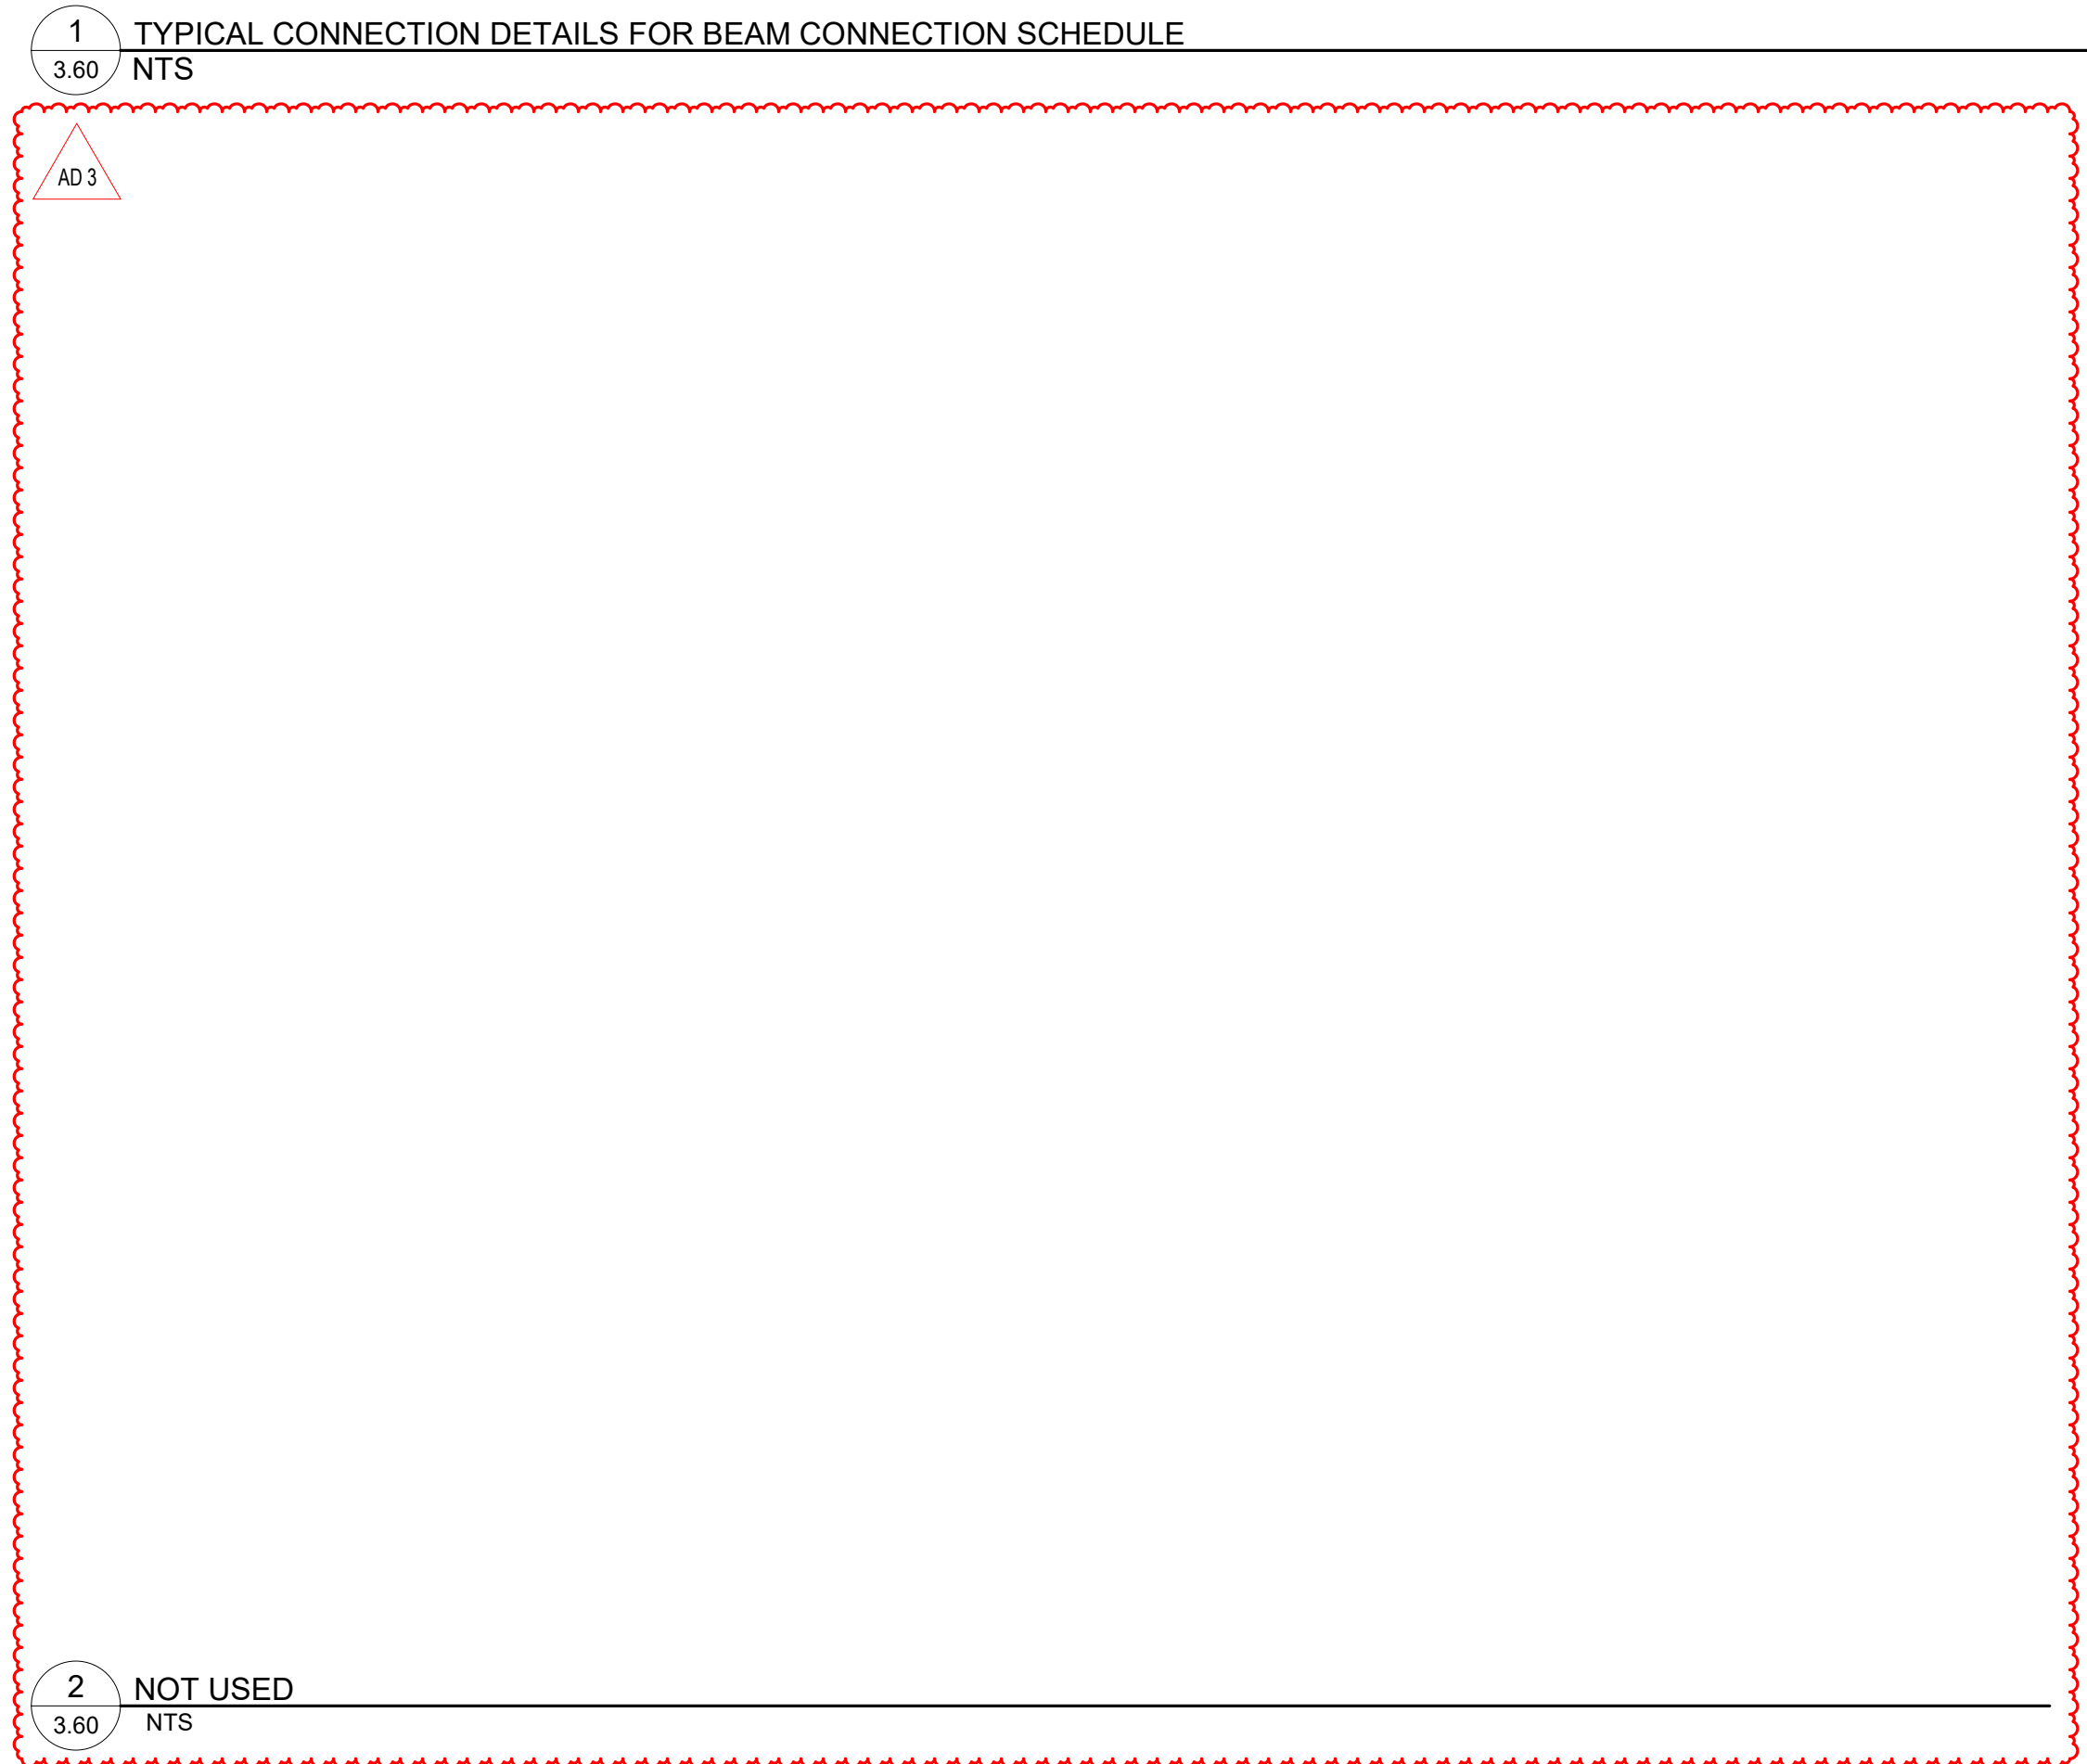 1
TYPICAL CONNECTION DETAILS FOR BEAM CONNECTION SCHEDULE
3.60
NTS
AD 3
2
NOT USED
3.60
NTS